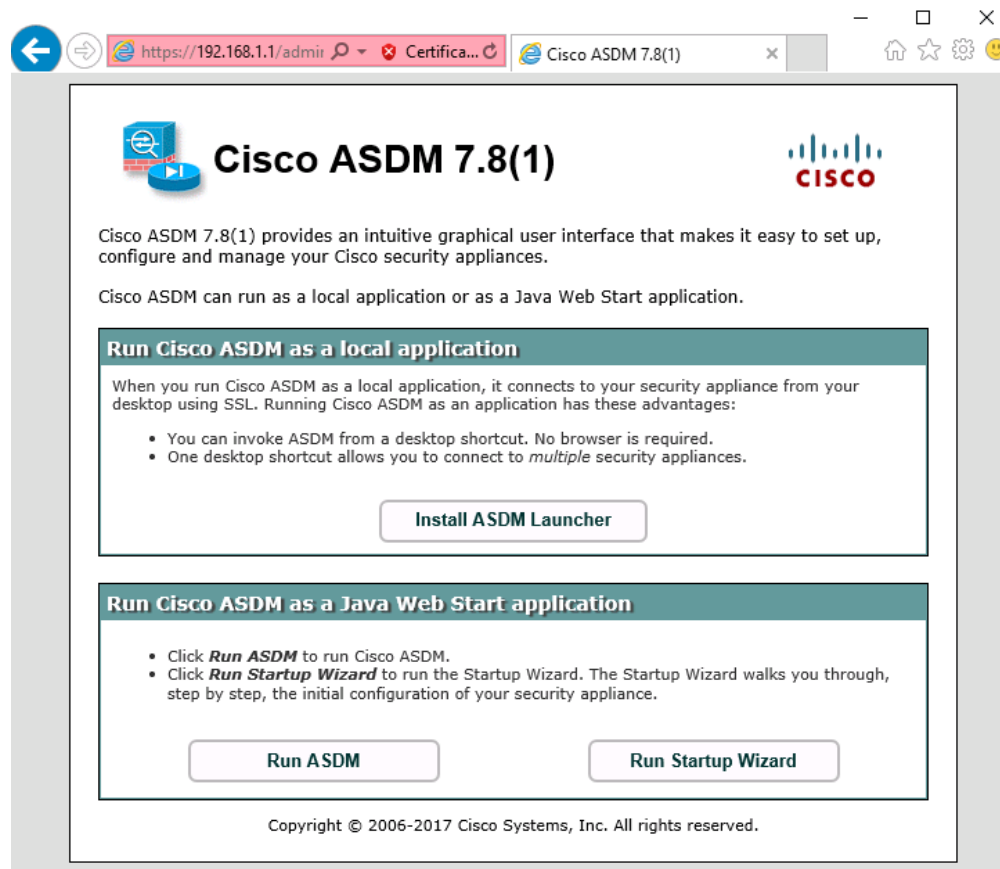 https://192.168.1.1/admir
Certifica...
Cisco ASDM 7.8(1)
Cisco ASDM 7.8(1)
CISCO
Cisco ASDM 7.8(1) provides an intuitive graphical user interface that makes it easy to set up,
configure and manage your Cisco security appliances.
Cisco ASDM can run as a local application or as a Java Web Start application.
Run Cisco ASDM as a local application
When you run Cisco ASDM as a local application, it connects to your security appliance from your
desktop using SSL. Running Cisco ASDM as an application has these advantages:
• You can invoke ASDM from a desktop shortcut. No browser is required.
• One desktop shortcut allows you to connect to multiple security appliances.
Install ASDM Launcher
Run Cisco ASDM as a Java Web Start application
• Click Run ASDM to run Cisco ASDM.
• Click Run Startup Wizard to run the Startup Wizard. The Startup Wizard walks you through,
step by step, the initial configuration of your security appliance.
Run ASDM
Run Startup Wizard
Copyright © 2006-2017 Cisco Systems, Inc. All rights reserved.